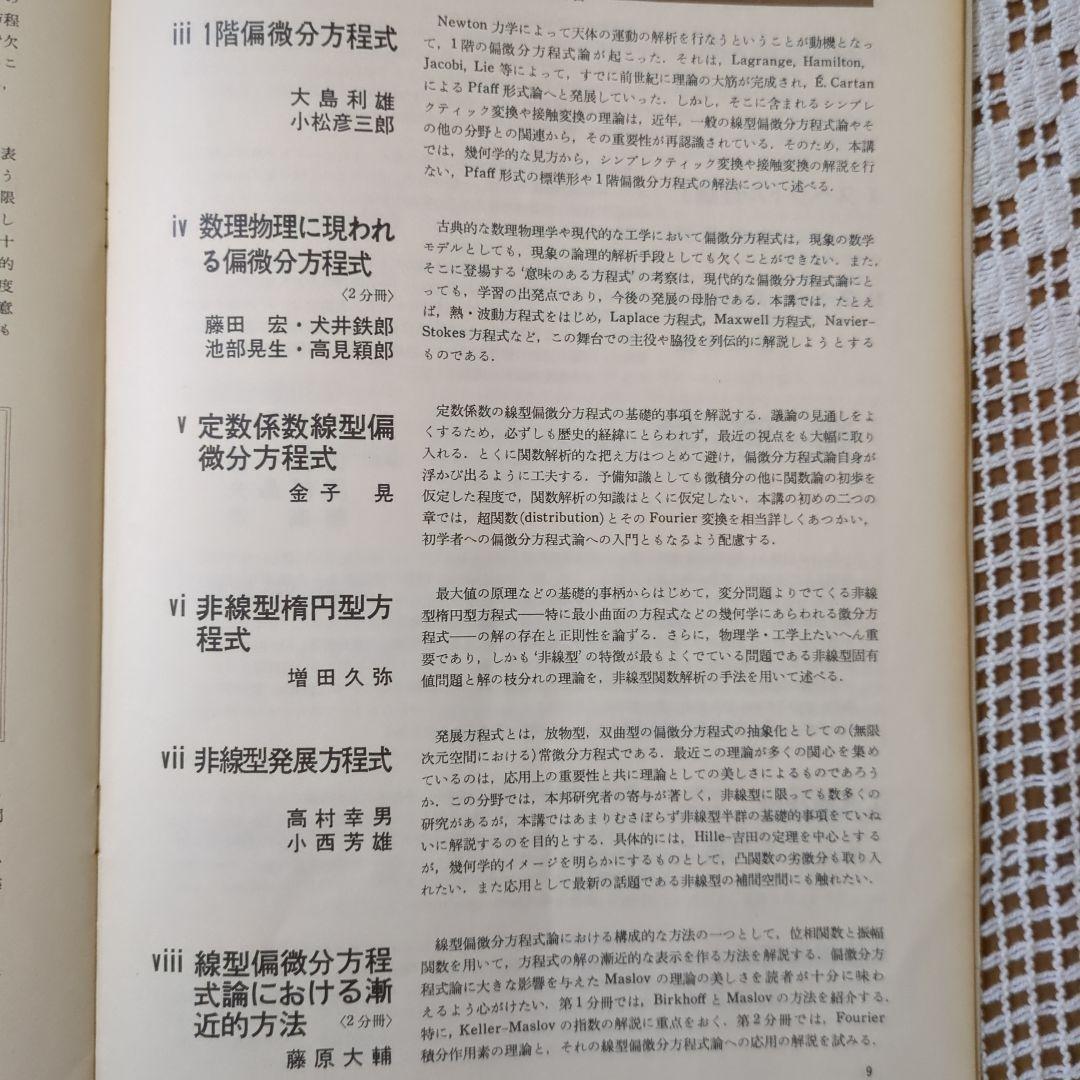 iii 1階偏微分方程式
大島利雄
小松彦三郎
Newton 力学によって天体の運動の解析を行なうということが動機となっ
て，1階の偏微分方程式論が起こった．それは，Lagrange, Hamilton,
Jacobi, Lie 等によって，すでに前世紀に理論の大筋が完成され，É. Cartan
による Pfaff 形式論へと発展していった．しかし，そこに含まれるシンプレ
クティック変換や接触変換の理論は，近年，一般の線型偏微分方程式論やそ
の他の分野との関連から，その重要性が再認識されている．そのため，本講
では，幾何学的な見方から，シンプレクティック変換や接触変換の解説を行
ない，Pfaff 形式の標準形や1階偏微分方程式の解法について述べる．
iv 数理物理に現われ
る偏微分方程式
〈2分冊〉
藤田 宏・犬井鉄郎
池部晃生・高見穎郎
古典的な数理物理学や現代的な工学において偏微分方程式は，現象の数学
モデルとしても，現象の論理的解析手段としても欠くことができない．また，
そこに登場する‘意味のある方程式’の考察は，現代的な偏微分方程式論にと
っても，学習の出発点であり，今後の発展の母胎である．本講では，たとえ
ば，熱・波動方程式をはじめ，Laplace 方程式，Maxwell 方程式，Navier–
Stokes 方程式など，この舞台での主役や脇役を列伝的に解説しようとする
ものである．
v 定数係数線型偏
微分方程式
金子 晃
定数係数の線型偏微分方程式の基礎的事項を解説する．議論の見通しをよ
くするため，必ずしも歴史的経緯にとらわれず，最近の視点をも大幅に取り
入れる．とくに関数解析的な把え方はつとめて避け，偏微分方程式論自身が
浮かび出るように工夫する．予備知識としても微積分の他に関数論の初歩を
仮定した程度で，関数解析の知識はとくに仮定しない．本講の初めの二つの
章では，超関数(distribution)とその Fourier 変換を相当詳しくあつかい，
初学者への偏微分方程式論への入門ともなるよう配慮する．
vi 非線型楕円型方
程式
増田久弥
最大値の原理などの基礎的事柄からはじめて，変分問題よりでてくる非線
型楕円型方程式——特に最小曲面の方程式などの幾何学にあらわれる微分方
程式——の解の存在と正則性を論ずる．さらに，物理学・工学上たいへん重
要であり，しかも‘非線型’の特徴が最もよくでている問題である非線型固有
値問題と解の枝分れの理論を，非線型関数解析の手法を用いて述べる．
vii 非線型発展方程式
高村幸男
小西芳雄
発展方程式とは，放物型，双曲型の偏微分方程式の抽象化としての(無限
次元空間における)常微分方程式である．最近この理論が多くの関心を集め
ているのは，応用上の重要性と共に理論としての美しさによるものであろう
か．この分野では，本邦研究者の寄与が著しく，非線型に限っても数多くの
研究があるが，本講ではあまりむさぼらず非線型半群の基礎的事項をていね
いに解説するのを目的とする．具体的には，Hille–吉田の定理を中心とする
が，幾何学的イメージを明らかにするものとして，凸関数の劣微分も取り入
れたい．また応用として最新の話題である非線型の補間空間にも触れたい．
viii 線型偏微分方程
式論における漸
近的方法 〈2分冊〉
藤原大輔
線型偏微分方程式論における構成的な方法の一つとして，位相関数と振幅
関数を用いて，方程式の解の漸近的な表示を作る方法を解説する．偏微分方
程式論に大きな影響を与えた Maslov の理論の美しさを読者が十分に味わ
えるよう心がけたい．第1分冊では，Birkhoff と Maslov の方法を紹介する．
特に，Keller–Maslov の指数の解説に重点をおく．第2分冊では，Fourier
積分作用素の理論と，それの線型偏微分方程式論への応用の解説を試みる．
9